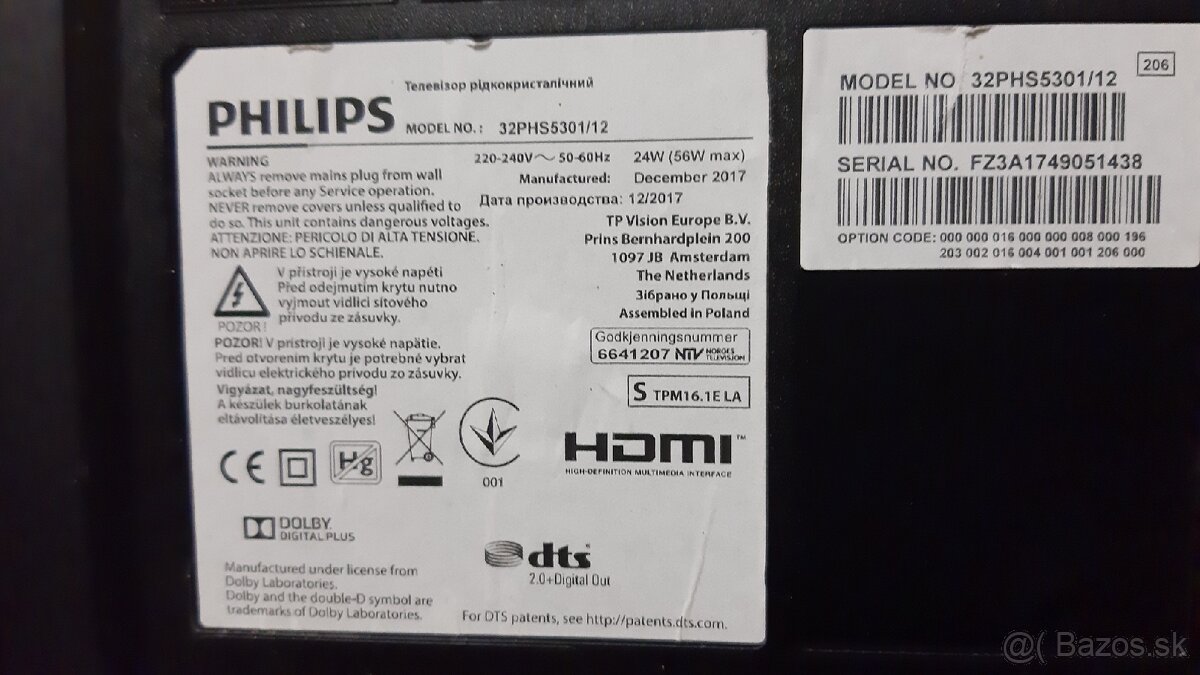 Телевізор рідкокристалічний
PHILIPS MODEL NO.: 32PHS5301/12
220-240V~ 50-60Hz 24W (56W max)
Manufactured: December 2017
Дата производства: 12/2017
TP Vision Europe B.V.
Prins Bernhardplein 200
1097 JB Amsterdam
The Netherlands
Зібрано у Польщі
Assembled in Poland
WARNING
ALWAYS remove mains plug from wall
socket before any Service operation.
NEVER remove covers unless qualified to
do so. This unit contains dangerous voltages.
ATTENZIONE: PERICOLO DI ALTA TENSIONE.
NON APRIRE LO SCHIENALE.
V přístroji je vysoké napětí
Před odejmutím krytu nutno
vyjmout vidlici síťového
přívodu ze zásuvky.
POZOR!
POZOR! V prístroji je vysoké napätie.
Pred otvorením krytu je potrebné vybrat
vidlicu elektrického prívodu zo zásuvky.
Vigyázat, nagyfeszültség!
A készülek burkolatának
eltávolítása életveszélyes!
Godkjenningsnummer
6641207 NTV NORGES TELEVISJON
S TPM16.1E LA
CE
Hg
001
HDMI™
HIGH-DEFINITION MULTIMEDIA INTERFACE
DOLBY
DIGITAL PLUS
dts
2.0+Digital Out
Manufactured under license from
Dolby Laboratories.
Dolby and the double-D symbol are
trademarks of Dolby Laboratories.
For DTS patents, see http://patents.dts.com.
206
MODEL NO 32PHS5301/12
SERIAL NO. FZ3A1749051438
OPTION CODE: 000 000 016 000 000 008 000 196
203 002 016 004 001 001 206 000
@( Bazos.sk